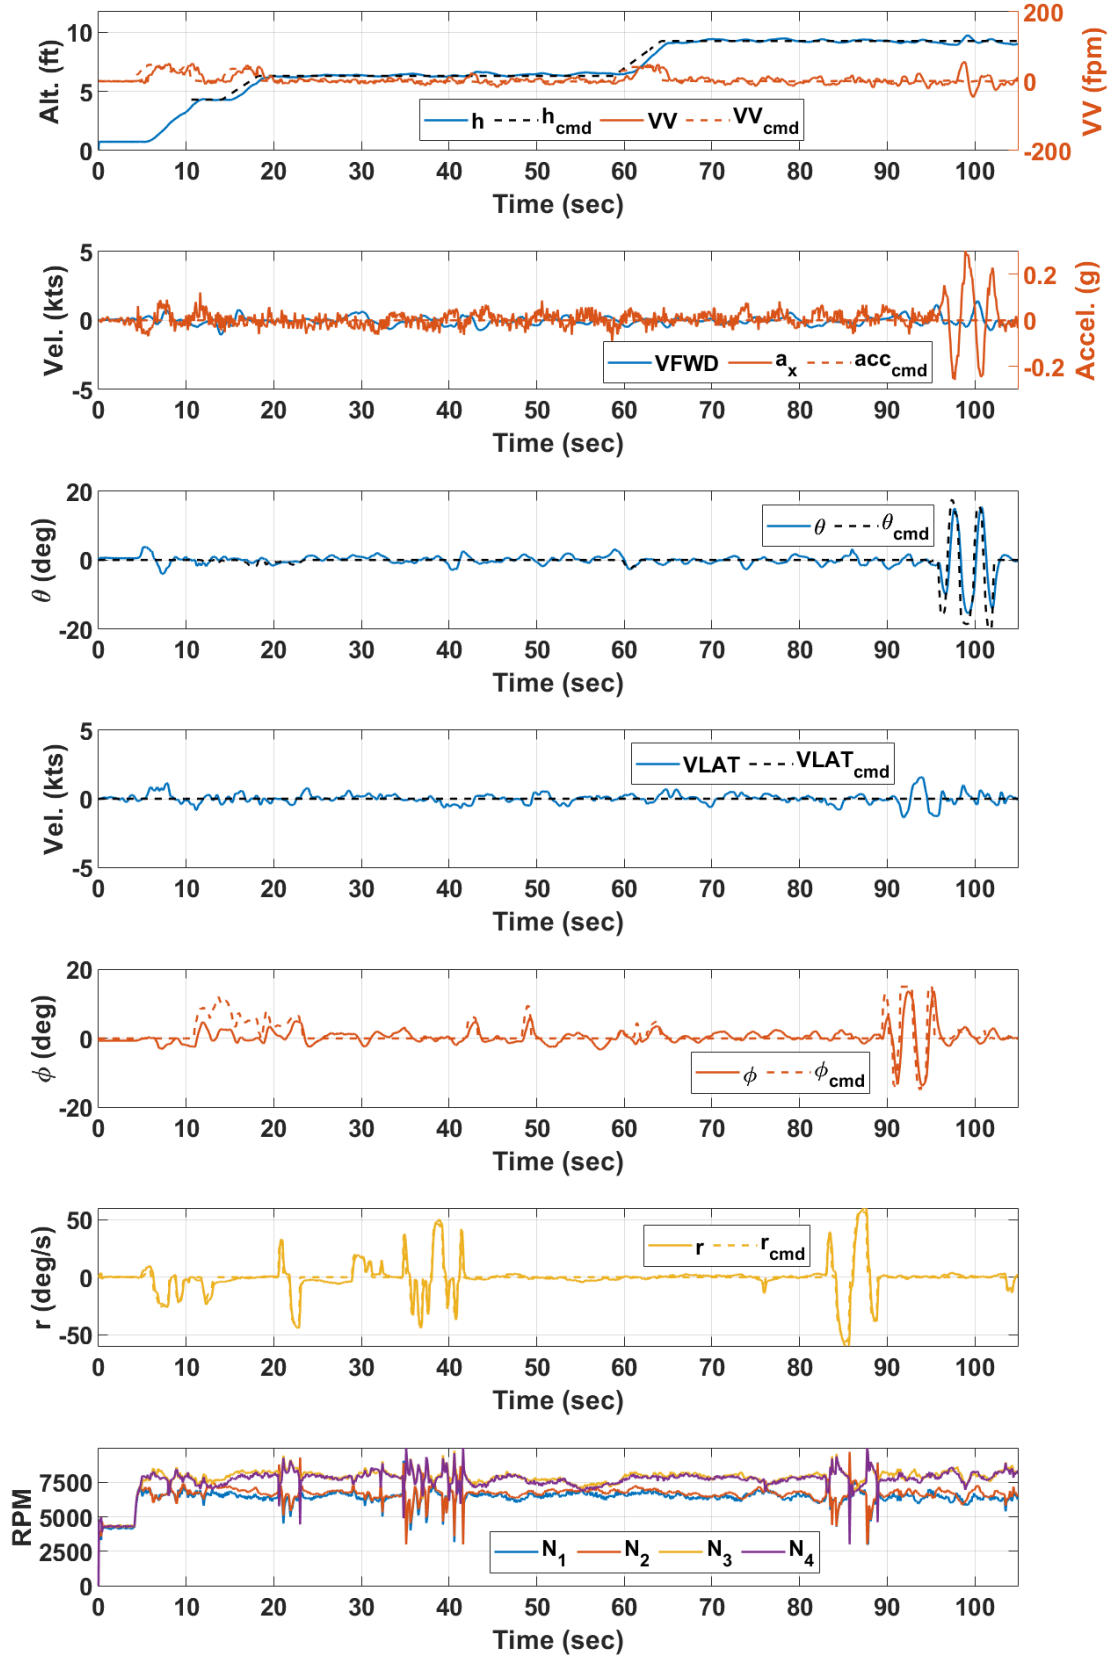 Alt. (ft)
10
5
0
200
0
-200
VV (fpm)
h h_cmd VV VV_cmd
0 10 20 30 40 50 60 70 80 90 100
Time (sec)
Vel. (kts)
5
0
-5
0.2
0
-0.2
Accel. (g)
VFWD a_x acc_cmd
0 10 20 30 40 50 60 70 80 90 100
Time (sec)
θ (deg)
20
0
-20
θ θ_cmd
0 10 20 30 40 50 60 70 80 90 100
Time (sec)
Vel. (kts)
5
0
-5
VLAT VLAT_cmd
0 10 20 30 40 50 60 70 80 90 100
Time (sec)
ϕ (deg)
20
0
-20
ϕ ϕ_cmd
0 10 20 30 40 50 60 70 80 90 100
Time (sec)
r (deg/s)
50
0
-50
r r_cmd
0 10 20 30 40 50 60 70 80 90 100
Time (sec)
RPM
7500
5000
2500
0
N_1 N_2 N_3 N_4
0 10 20 30 40 50 60 70 80 90 100
Time (sec)